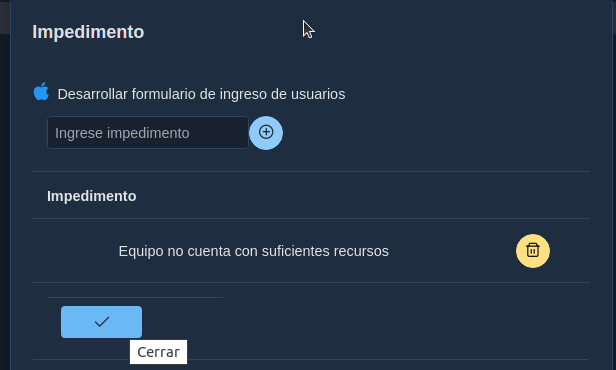 Impedimento
Desarrollar formulario de ingreso de usuarios
Ingrese impedimento
Impedimento
Equipo no cuenta con suficientes recursos
Cerrar